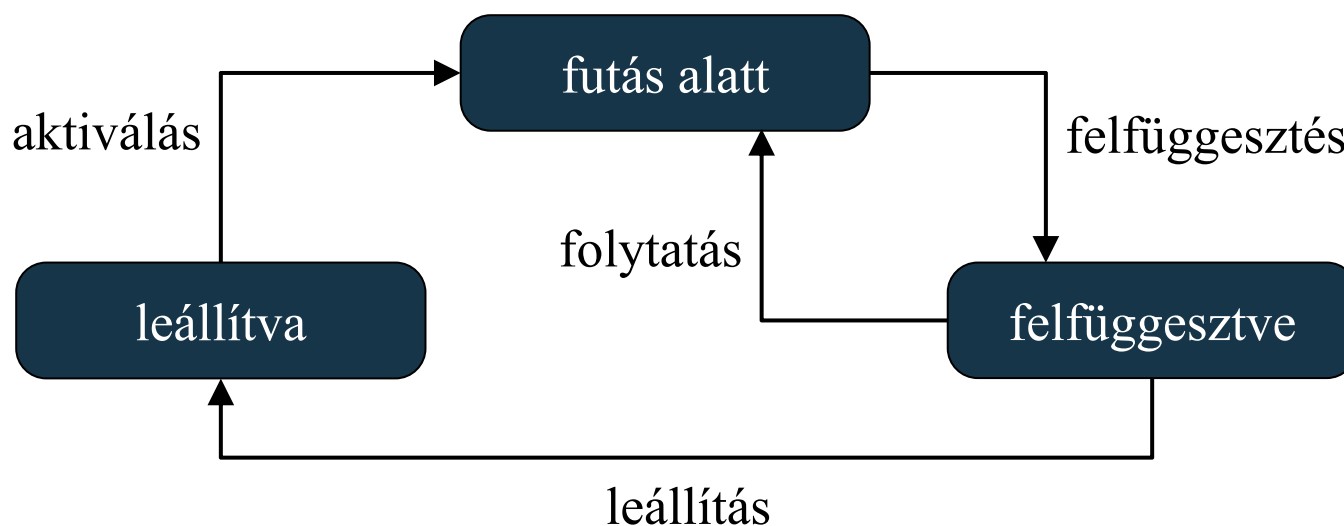 futás alatt
aktiválás
felfüggesztés
folytatás
leállítva
felfüggesztve
leállítás